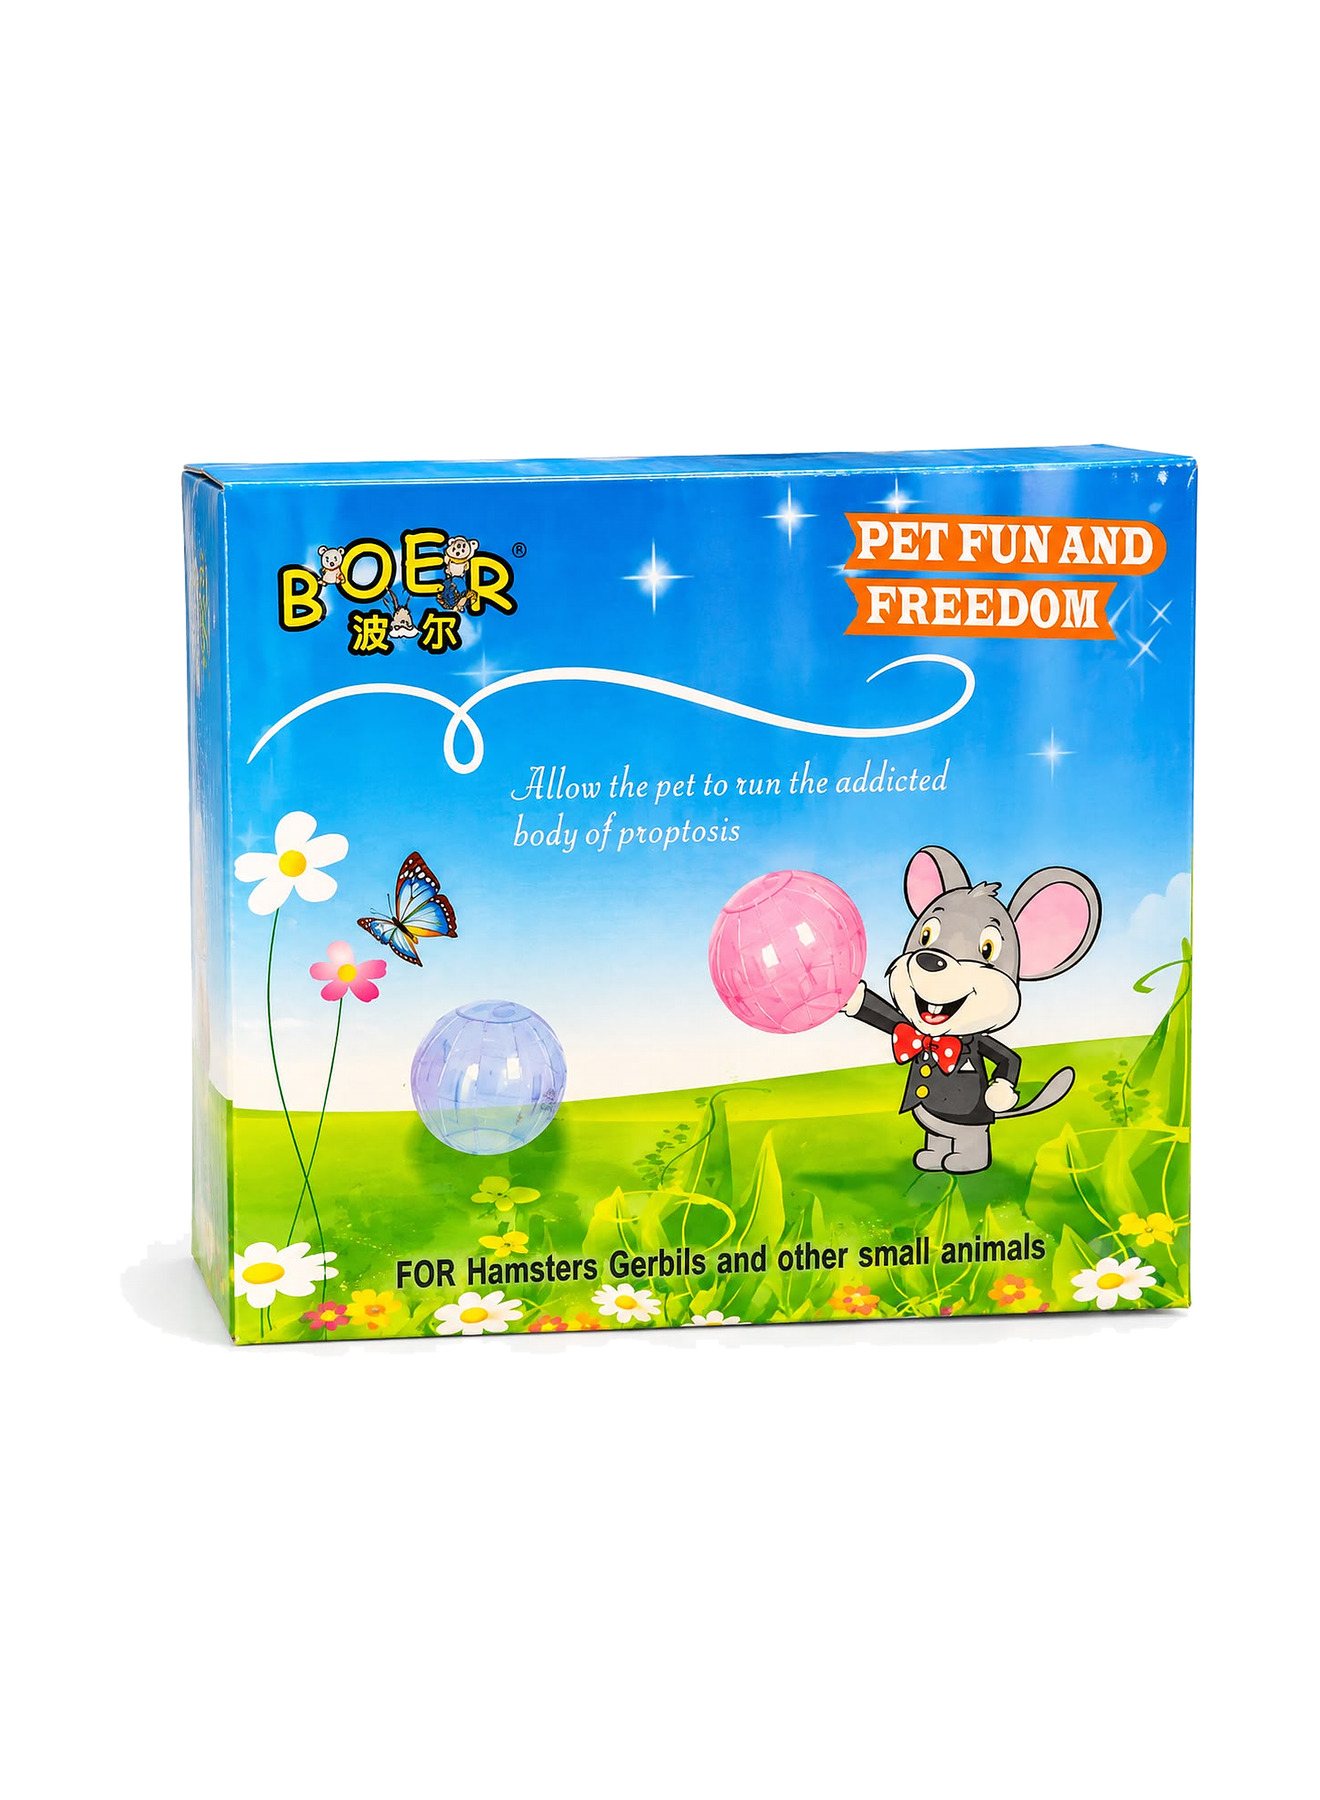 BOER®
波尔
PET FUN AND
FREEDOM
Allow the pet to run the addicted
body of proptosis
FOR Hamsters Gerbils and other small animals